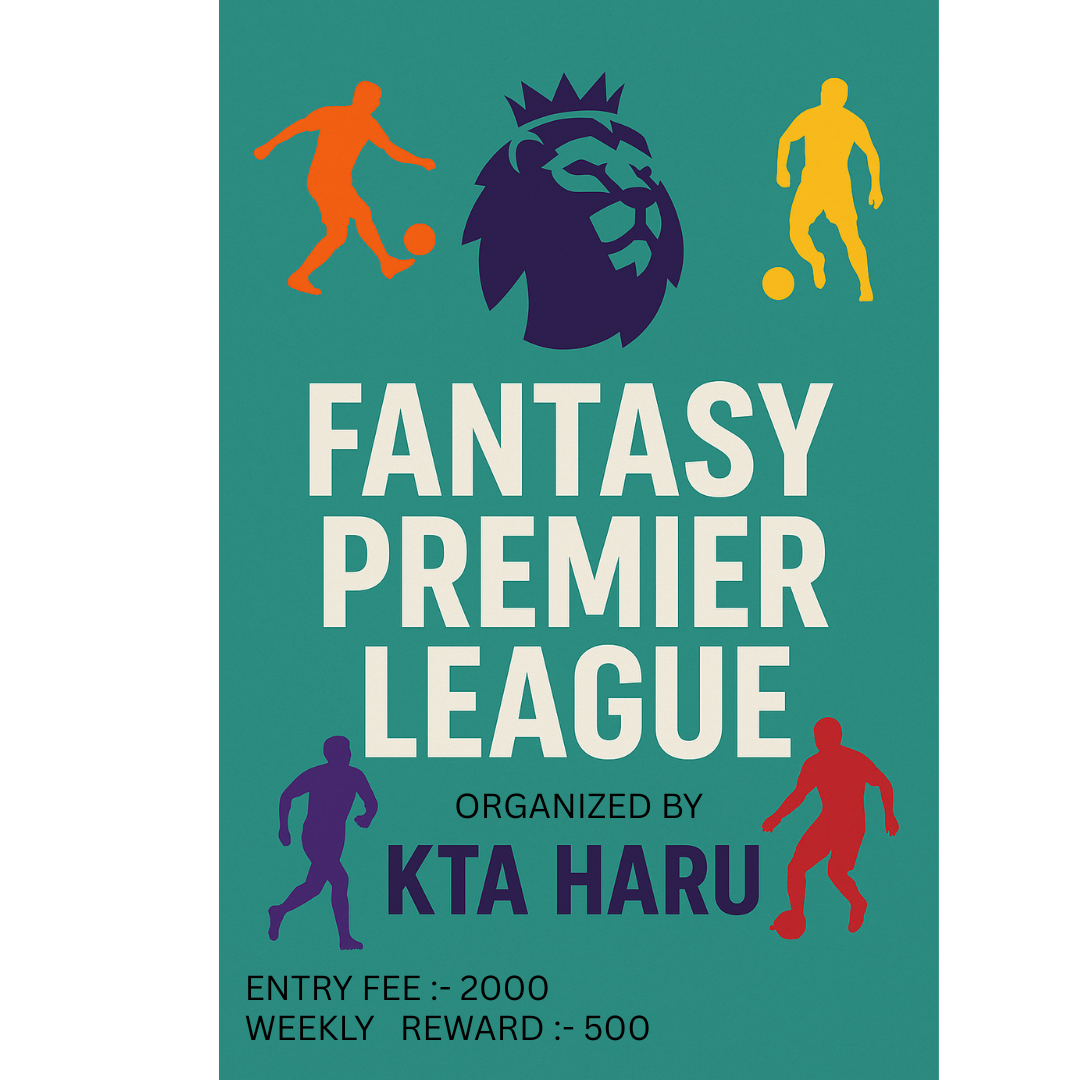 FANTASY
PREMIER
LEAGUE
ORGANIZED BY
KTA HARU
ENTRY FEE :- 2000
WEEKLY REWARD :- 500